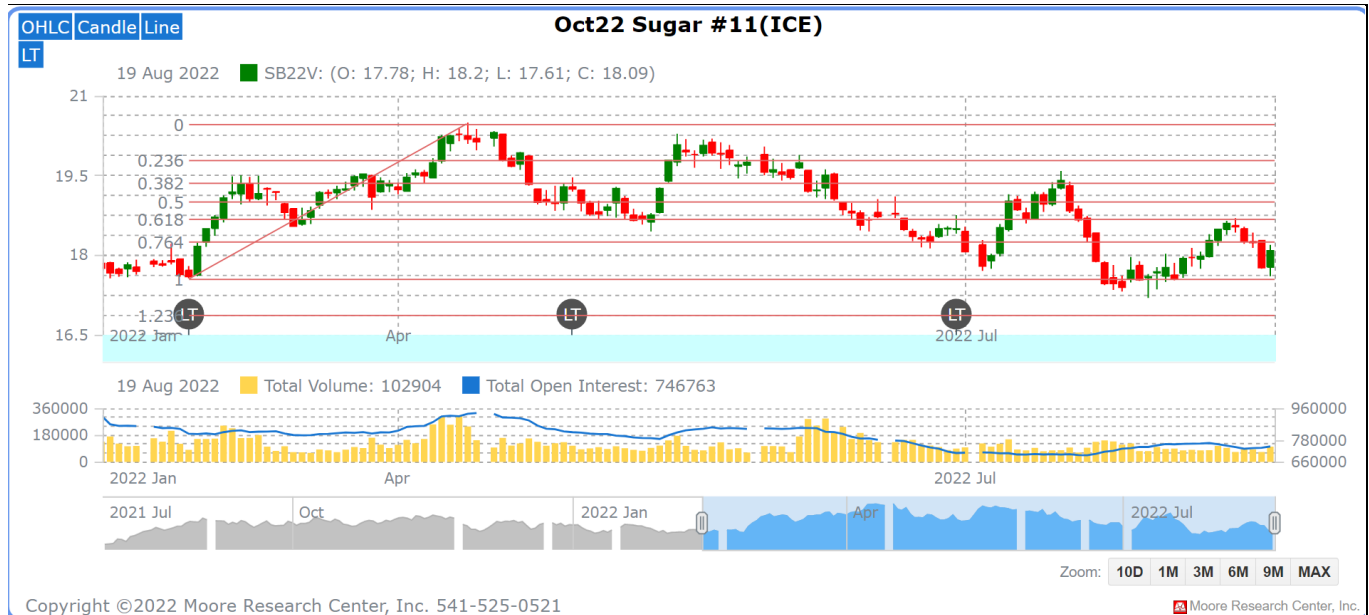 OHLC Candle Line
Oct22 Sugar #11(ICE)
LT
19 Aug 2022 SB22V: (O: 17.78; H: 18.2; L: 17.61; C: 18.09)
21
0
0.236
19.5
0.382
0.5
0.618
0.764
18
1
1.236 LT LT LT
16.5
2022 Jan Apr 2022 Jul
19 Aug 2022 Total Volume: 102904 Total Open Interest: 746763
360000 960000
180000 780000
0 660000
2022 Jan Apr 2022 Jul
2021 Jul Oct 2022 Jan Apr 2022 Jul
Zoom: 10D 1M 3M 6M 9M MAX
Copyright ©2022 Moore Research Center, Inc. 541-525-0521
Moore Research Center, Inc.